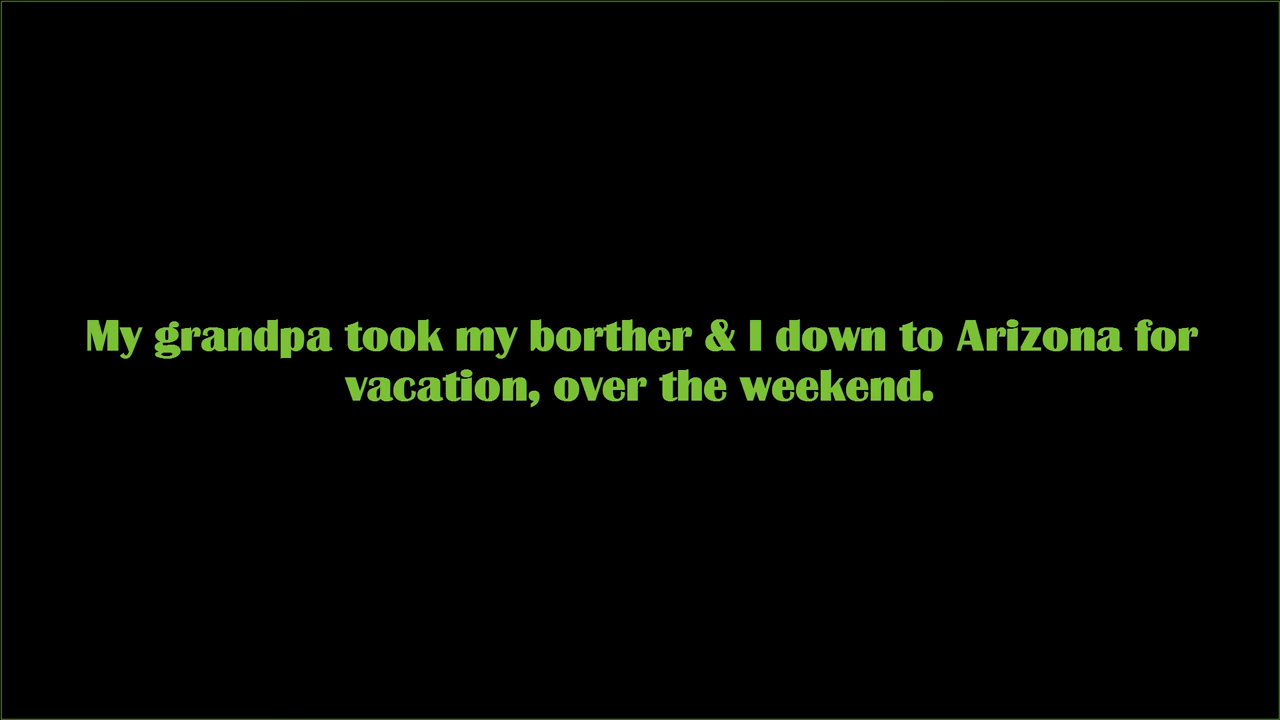 My grandpa took my borther & I down to Arizona for
vacation, over the weekend.